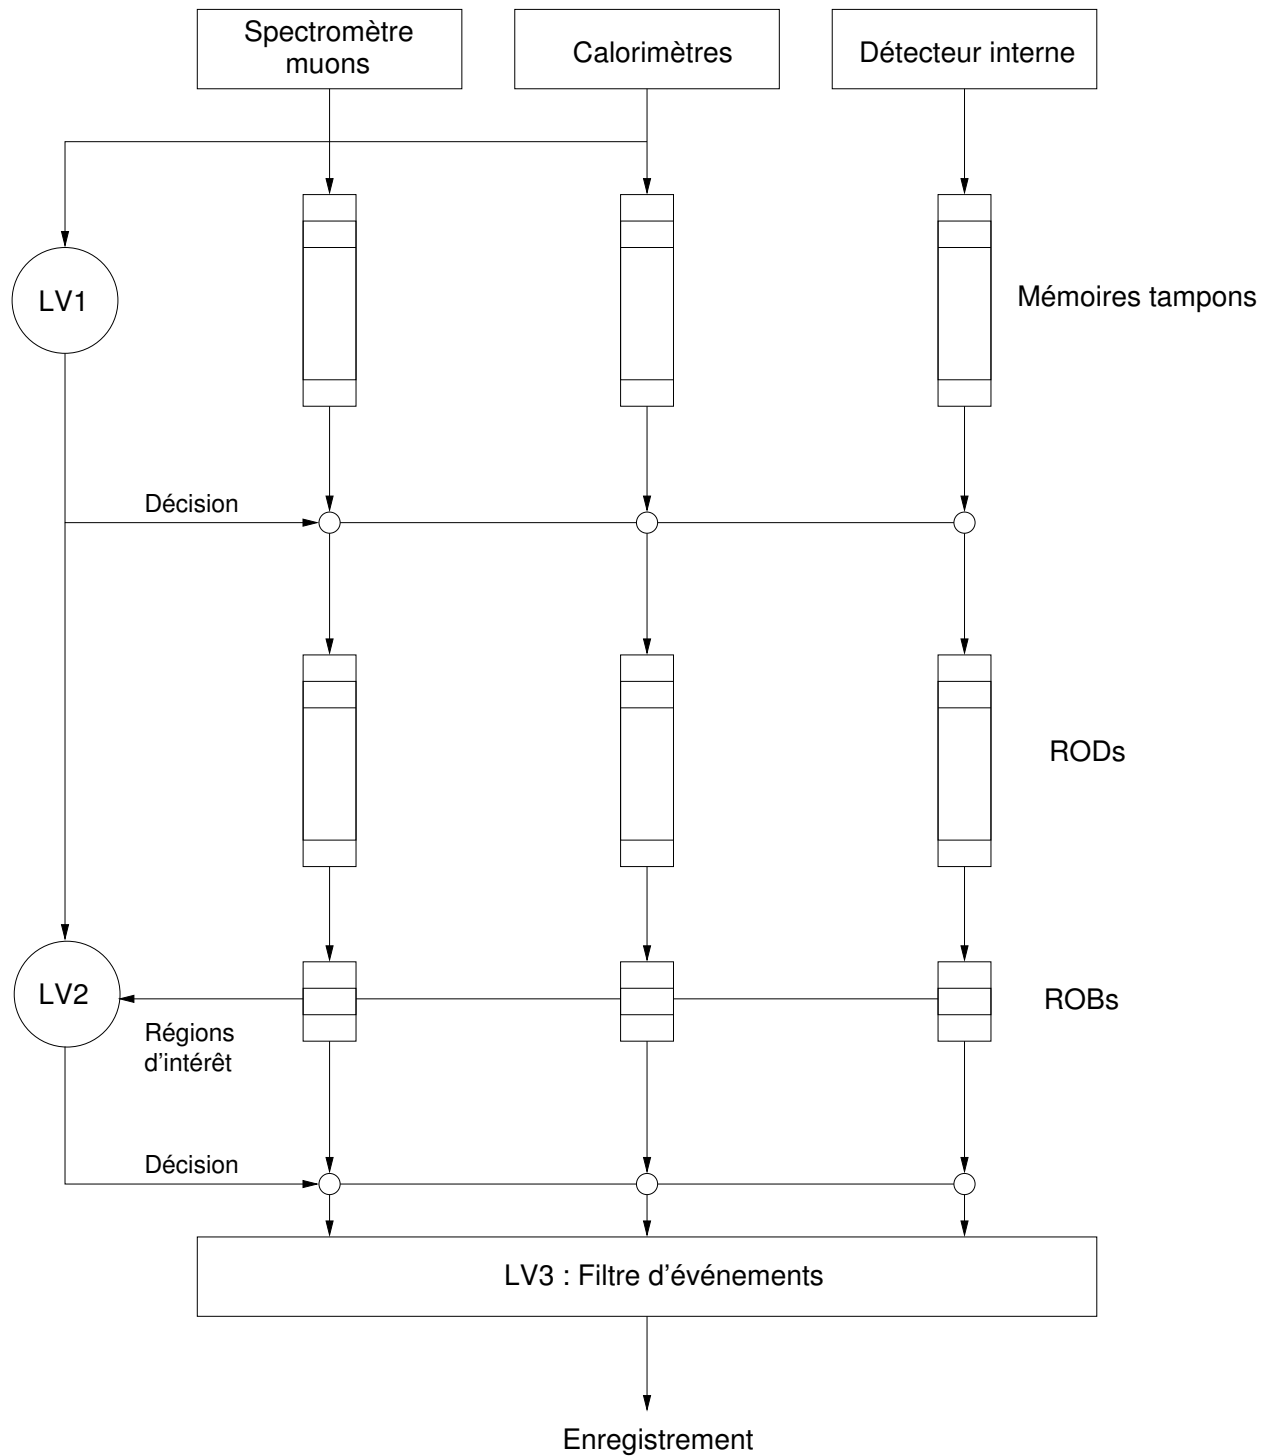 Spectromètre
muons
Calorimètres
Détecteur interne
LV1
Mémoires tampons
Décision
RODs
LV2
ROBs
Régions
d'intérêt
Décision
LV3 : Filtre d'événements
Enregistrement